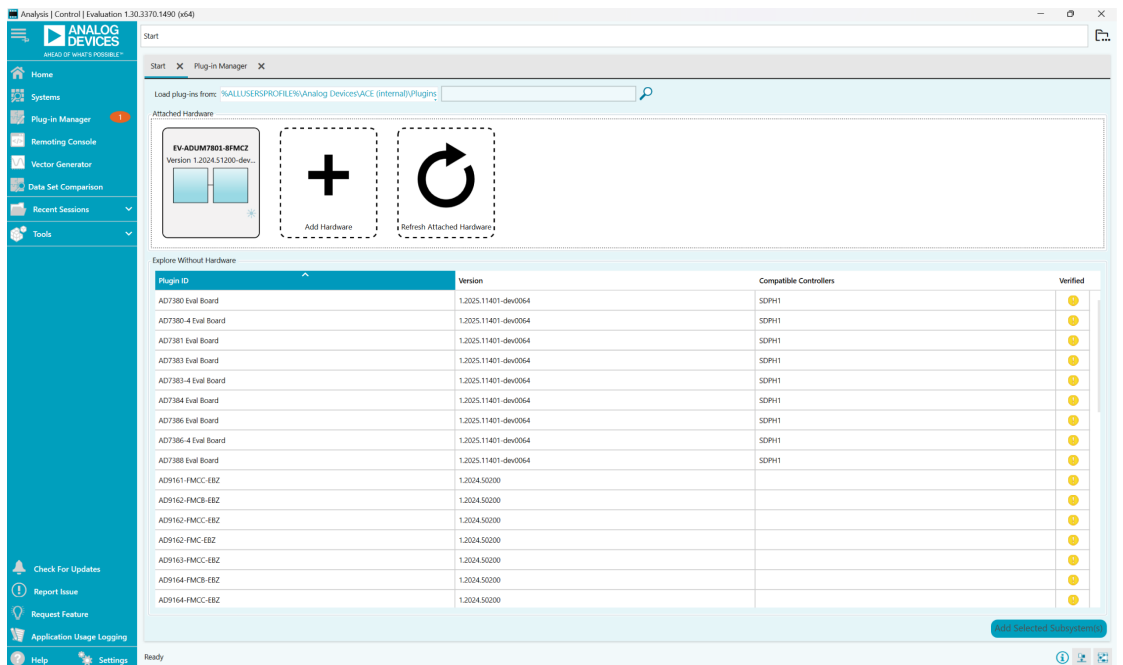 Analysis | Control | Evaluation 1.30.3370.1490 (x64)
ANALOG
DEVICES
AHEAD OF WHAT'S POSSIBLE™
Home
Systems
Plug-in Manager 1
Remoting Console
Vector Generator
Data Set Comparison
Recent Sessions
Tools
Check For Updates
Report Issue
Request Feature
Application Usage Logging
Help Settings
Start
Start Plug-in Manager
Load plug-ins from: %ALLUSERSPROFILE%\Analog Devices\ACE (internal)\Plugins
Attached Hardware
EV-ADUM7801-8FMCZ
Version 1.2024.51200-dev...
Add Hardware
Refresh Attached Hardware
Explore Without Hardware
Plugin ID Version Compatible Controllers Verified
AD7380 Eval Board 1.2025.11401-dev0064 SDPH1
AD7380-4 Eval Board 1.2025.11401-dev0064 SDPH1
AD7381 Eval Board 1.2025.11401-dev0064 SDPH1
AD7383 Eval Board 1.2025.11401-dev0064 SDPH1
AD7383-4 Eval Board 1.2025.11401-dev0064 SDPH1
AD7384 Eval Board 1.2025.11401-dev0064 SDPH1
AD7386 Eval Board 1.2025.11401-dev0064 SDPH1
AD7386-4 Eval Board 1.2025.11401-dev0064 SDPH1
AD7388 Eval Board 1.2025.11401-dev0064 SDPH1
AD9161-FMCC-EBZ 1.2024.50200
AD9162-FMCB-EBZ 1.2024.50200
AD9162-FMCC-EBZ 1.2024.50200
AD9162-FMC-EBZ 1.2024.50200
AD9163-FMCC-EBZ 1.2024.50200
AD9164-FMCB-EBZ 1.2024.50200
AD9164-FMCC-EBZ 1.2024.50200
Add Selected Subsystem(s)
Ready